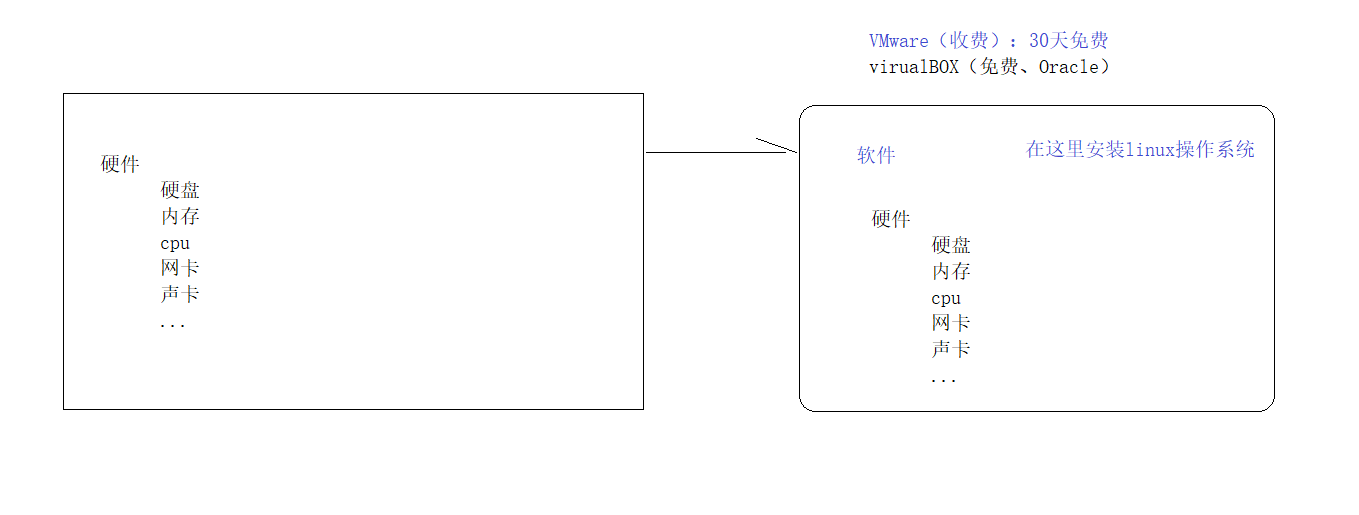 VMware（收费）：30天免费
virualBOX（免费、Oracle）
硬件
硬盘
内存
cpu
网卡
声卡
...
软件
在这里安装linux操作系统
硬件
硬盘
内存
cpu
网卡
声卡
...